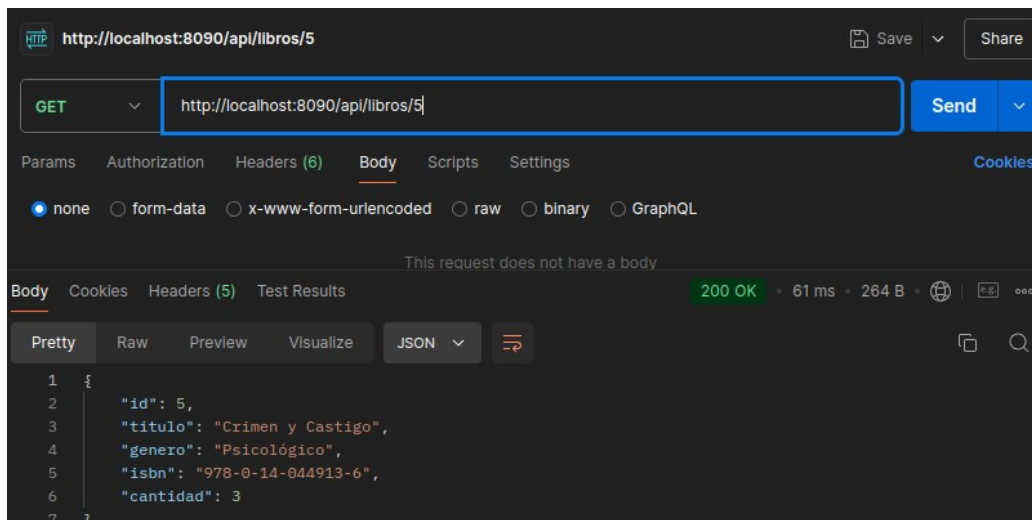 HTTP http://localhost:8090/api/libros/5 Save Share
GET http://localhost:8090/api/libros/5 Send
Params Authorization Headers (6) Body Scripts Settings Cookies
none form-data x-www-form-urlencoded raw binary GraphQL
This request does not have a body
Body Cookies Headers (5) Test Results 200 OK • 61 ms • 264 B • e.g. ooo
Pretty Raw Preview Visualize JSON
1 {
2 "id": 5,
3 "titulo": "Crimen y Castigo",
4 "genero": "Psicológico",
5 "isbn": "978-0-14-044913-6",
6 "cantidad": 3
7 }